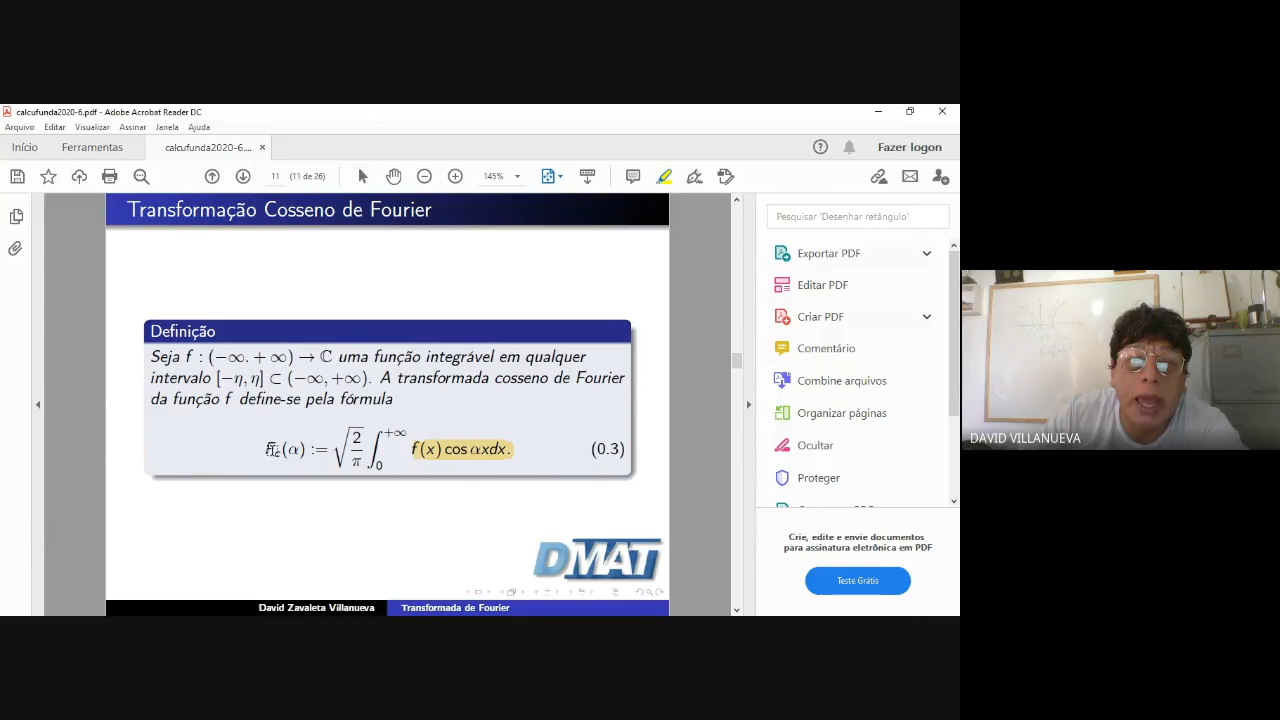 calcufunda2020-6.pdf - Adobe Acrobat Reader DC
Arquivo Editar Visualizar Assinar Janela Ajuda
Início Ferramentas calcufunda2020-6.... × Fazer logon
11 (11 de 26) 145%
Transformação Cosseno de Fourier
Definição
Seja f : (−∞. + ∞) → ℂ uma função integrável em qualquer
intervalo [−η, η] ⊂ (−∞, +∞). A transformada cosseno de Fourier
da função f define-se pela fórmula
(α) := √(2/π) ∫₀^{+∞} f(x) cos αxdx. (0.3)
DMAT
David Zavaleta Villanueva Transformada de Fourier
Pesquisar 'Desenhar retângulo'
Exportar PDF
Editar PDF
Criar PDF
Comentário
Combine arquivos
Organizar páginas
Ocultar
Proteger
Crie, edite e envie documentos
para assinatura eletrônica em PDF
Teste Grátis
DAVID VILLANUEVA